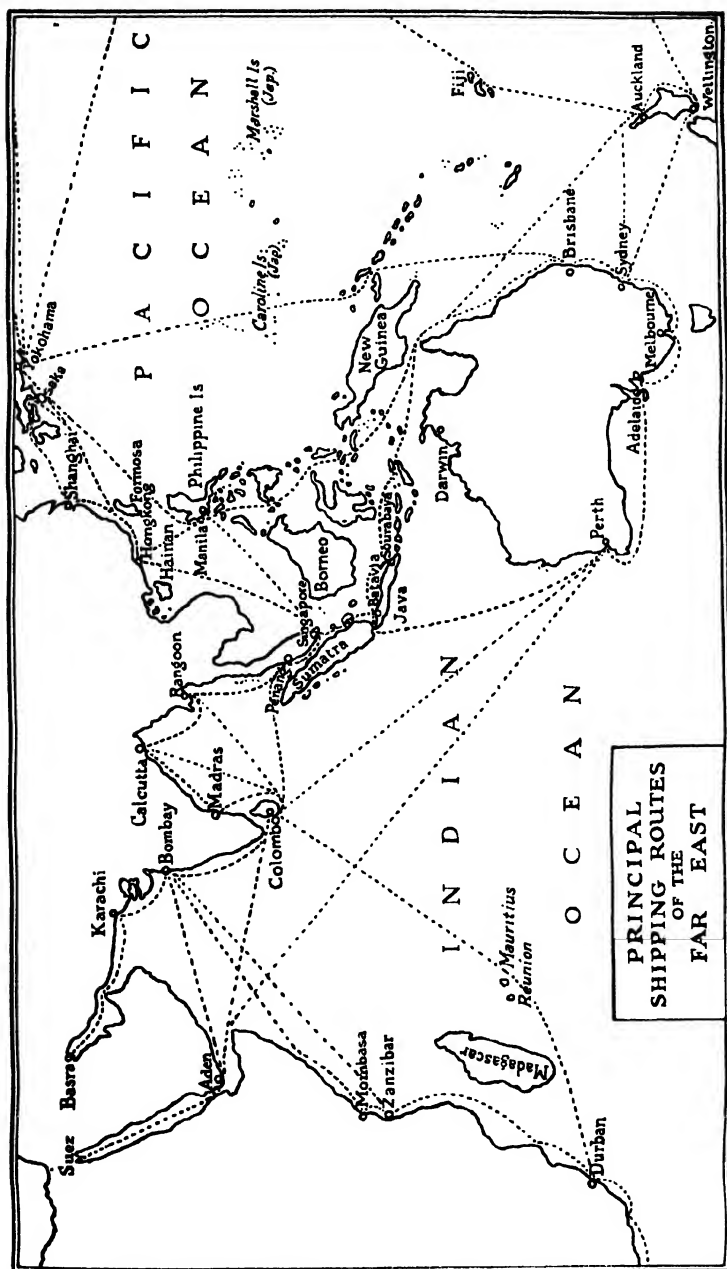 PACIFIC
OCEAN
INDIAN
OCEAN
PRINCIPAL
SHIPPING ROUTES
OF THE
FAR EAST
Suez
Basra
Karachi
Bombay
Calcutta
Madras
Colombo
Rangoon
Aden
Mombasa
Zanzibar
Madagascar
Mauritius
Réunion
Durban
Penang
Singapore
Sumatra
Batavia
Java
Sourabaya
Borneo
Hainan
Hongkong
Formosa
Shanghai
Manila
Philippine Is
Osaka
Yokohama
Caroline Is
(Jap)
Marshall Is
(Jap.)
New
Guinea
Fiji
Darwin
Perth
Adelaide
Melbourne
Sydney
Brisbane
Auckland
Wellington